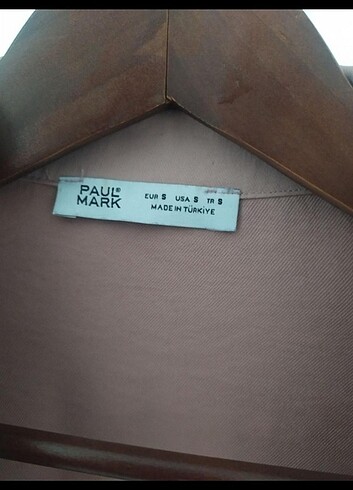 PAUL®
MARK
EUR S USA S TR S
MADE IN TÜRKİYE